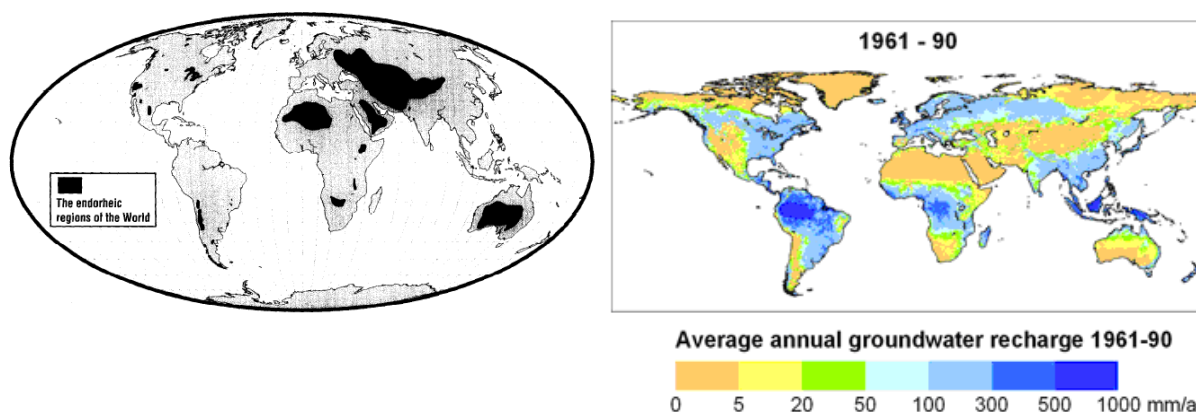 The endorheic
regions of the World
1961 - 90
Average annual groundwater recharge 1961-90
0 5 20 50 100 300 500 1000 mm/a